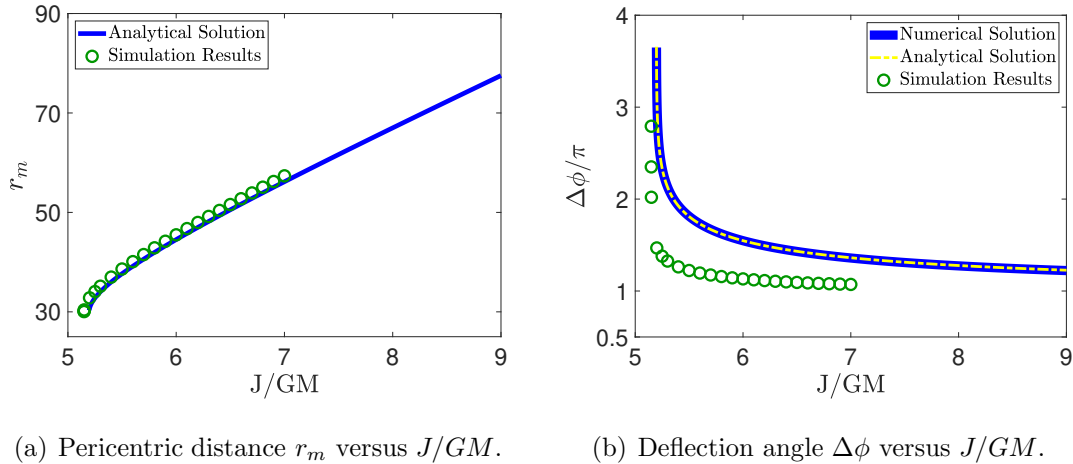 90
70
50
30
5
6
7
8
9
r_m
J/GM
Analytical Solution
Simulation Results
4
3
2
1
0.5
5
6
7
8
9
Δϕ/π
J/GM
Numerical Solution
Analytical Solution
Simulation Results
(a) Pericentric distance r_m versus J/GM.
(b) Deflection angle Δϕ versus J/GM.